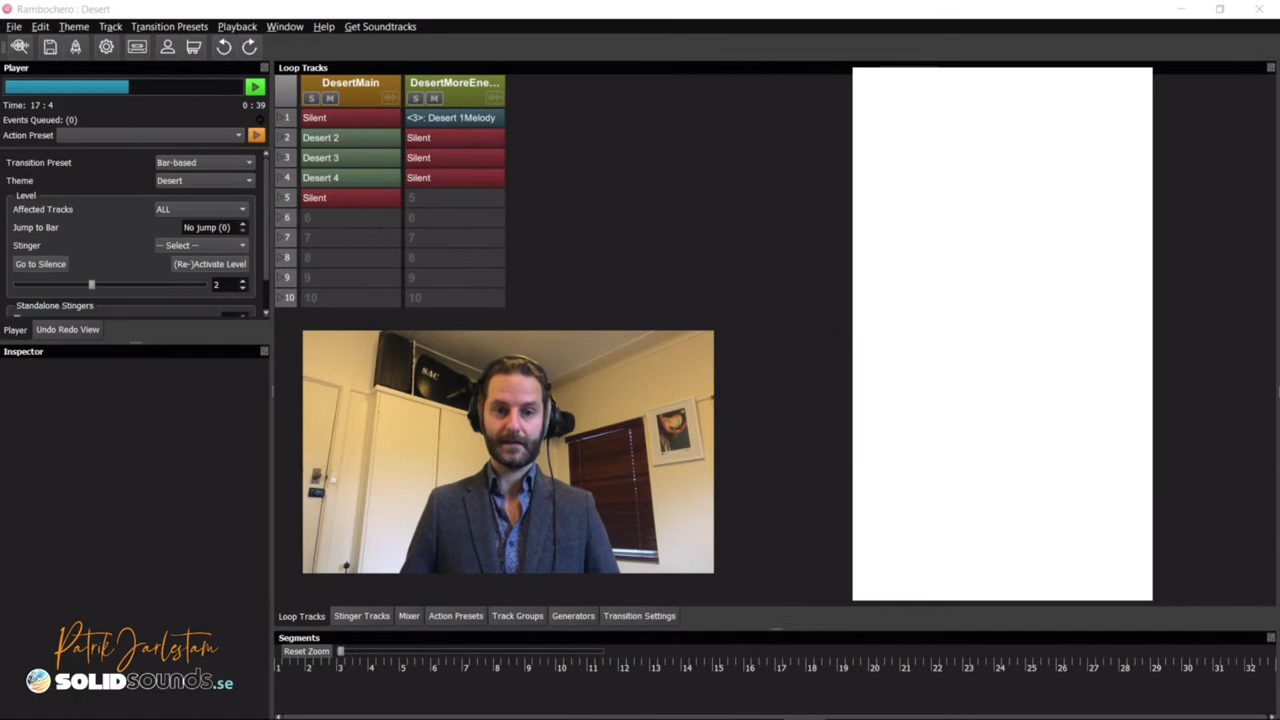 Rambochero : Desert
File Edit Theme Track Transition Presets Playback Window Help Get Soundtracks
Player
Time: 17 : 4 0 : 39
Events Queued: (0)
Action Preset
Transition Preset Bar-based
Theme Desert
Level
Affected Tracks ALL
Jump to Bar No jump (0)
Stinger -- Select --
Go to Silence (Re-)Activate Level
2
Standalone Stingers
Player Undo Redo View
Inspector
Loop Tracks
DesertMain DesertMoreEne...
S M S M
1 Silent <3>: Desert 1Melody
2 Desert 2 Silent
3 Desert 3 Silent
4 Desert 4 Silent
5 Silent 5
6 6 6
7 7 7
8 8 8
9 9 9
10 10 10
SAC
Loop Tracks Stinger Tracks Mixer Action Presets Track Groups Generators Transition Settings
Segments
Reset Zoom
1 2 3 4 5 6 7 8 9 10 11 12 13 14 15 16 17 18 19 20 21 22 23 24 25 26 27 28 29 30 31 32
Patrik Jarlestam
SOLIDSOUNDS.se